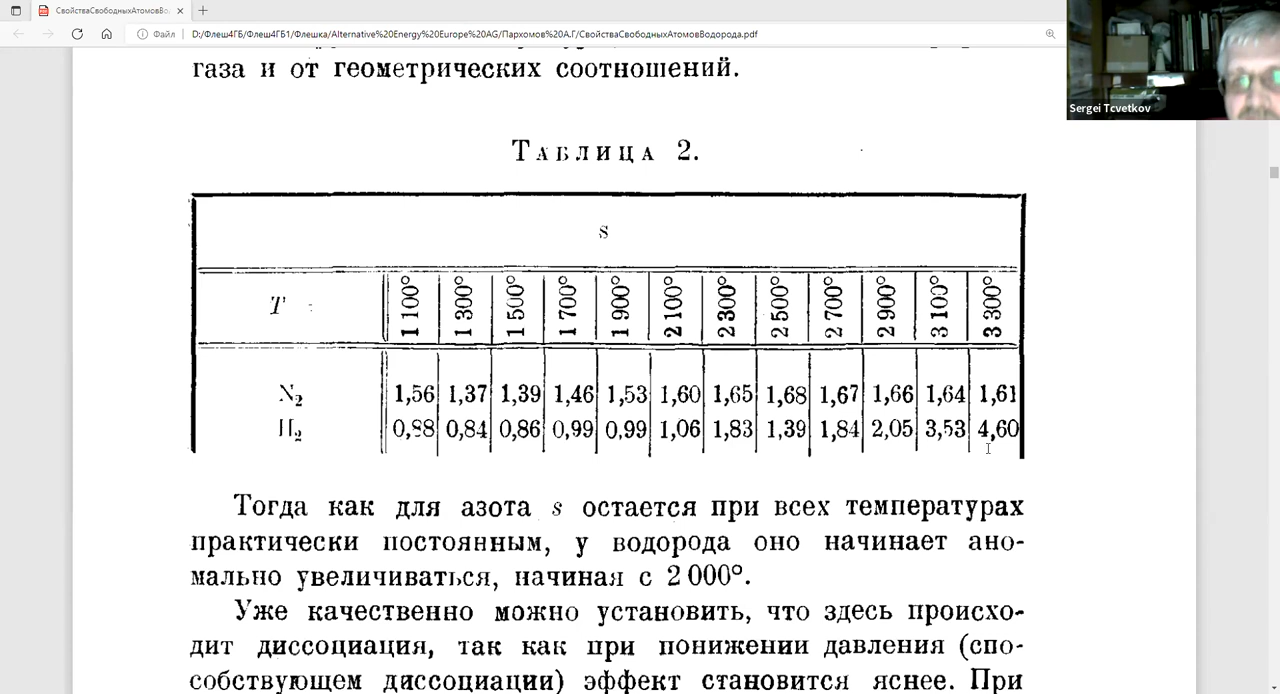 СвойстваСвободныхАтомовВо
Файл
D:/Флеш4ГБ/Флеш4ГБ1/Флешка/Alternative%20Energy%20Europe%20AG/Пархомов%20А.Г/СвойстваСвободныхАтомовВодорода.pdf
Sergei Tcvetkov
газа и от геометрических соотношений.
Таблица 2.
s
T 1 100° 1 300° 1 500° 1 700° 1 900° 2 100° 2 300° 2 500° 2 700° 2 900° 3 100° 3 300°
N₂ 1,56 1,37 1,39 1,46 1,53 1,60 1,65 1,68 1,67 1,66 1,64 1,61
H₂ 0,88 0,84 0,86 0,99 0,99 1,06 1,83 1,39 1,84 2,05 3,53 4,60
Тогда как для азота s остается при всех температурах
практически постоянным, у водорода оно начинает ано-
мально увеличиваться, начиная с 2 000°.
Уже качественно можно установить, что здесь происхо-
дит диссоциация, так как при понижении давления (спо-
собствующем диссоциации) эффект становится яснее. При